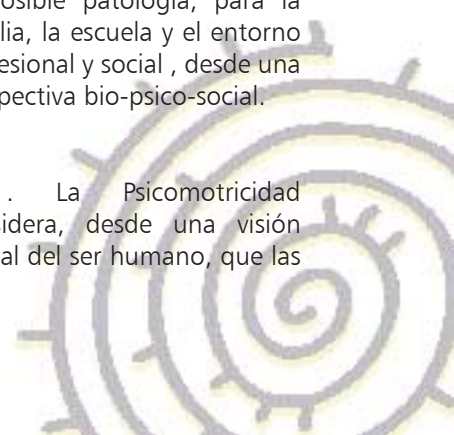 posible patología, para la
lia, la escuela y el entorno
esional y social , desde una
pectiva bio-psico-social.
. La Psicomotricidad
sidera, desde una visión
al del ser humano, que las